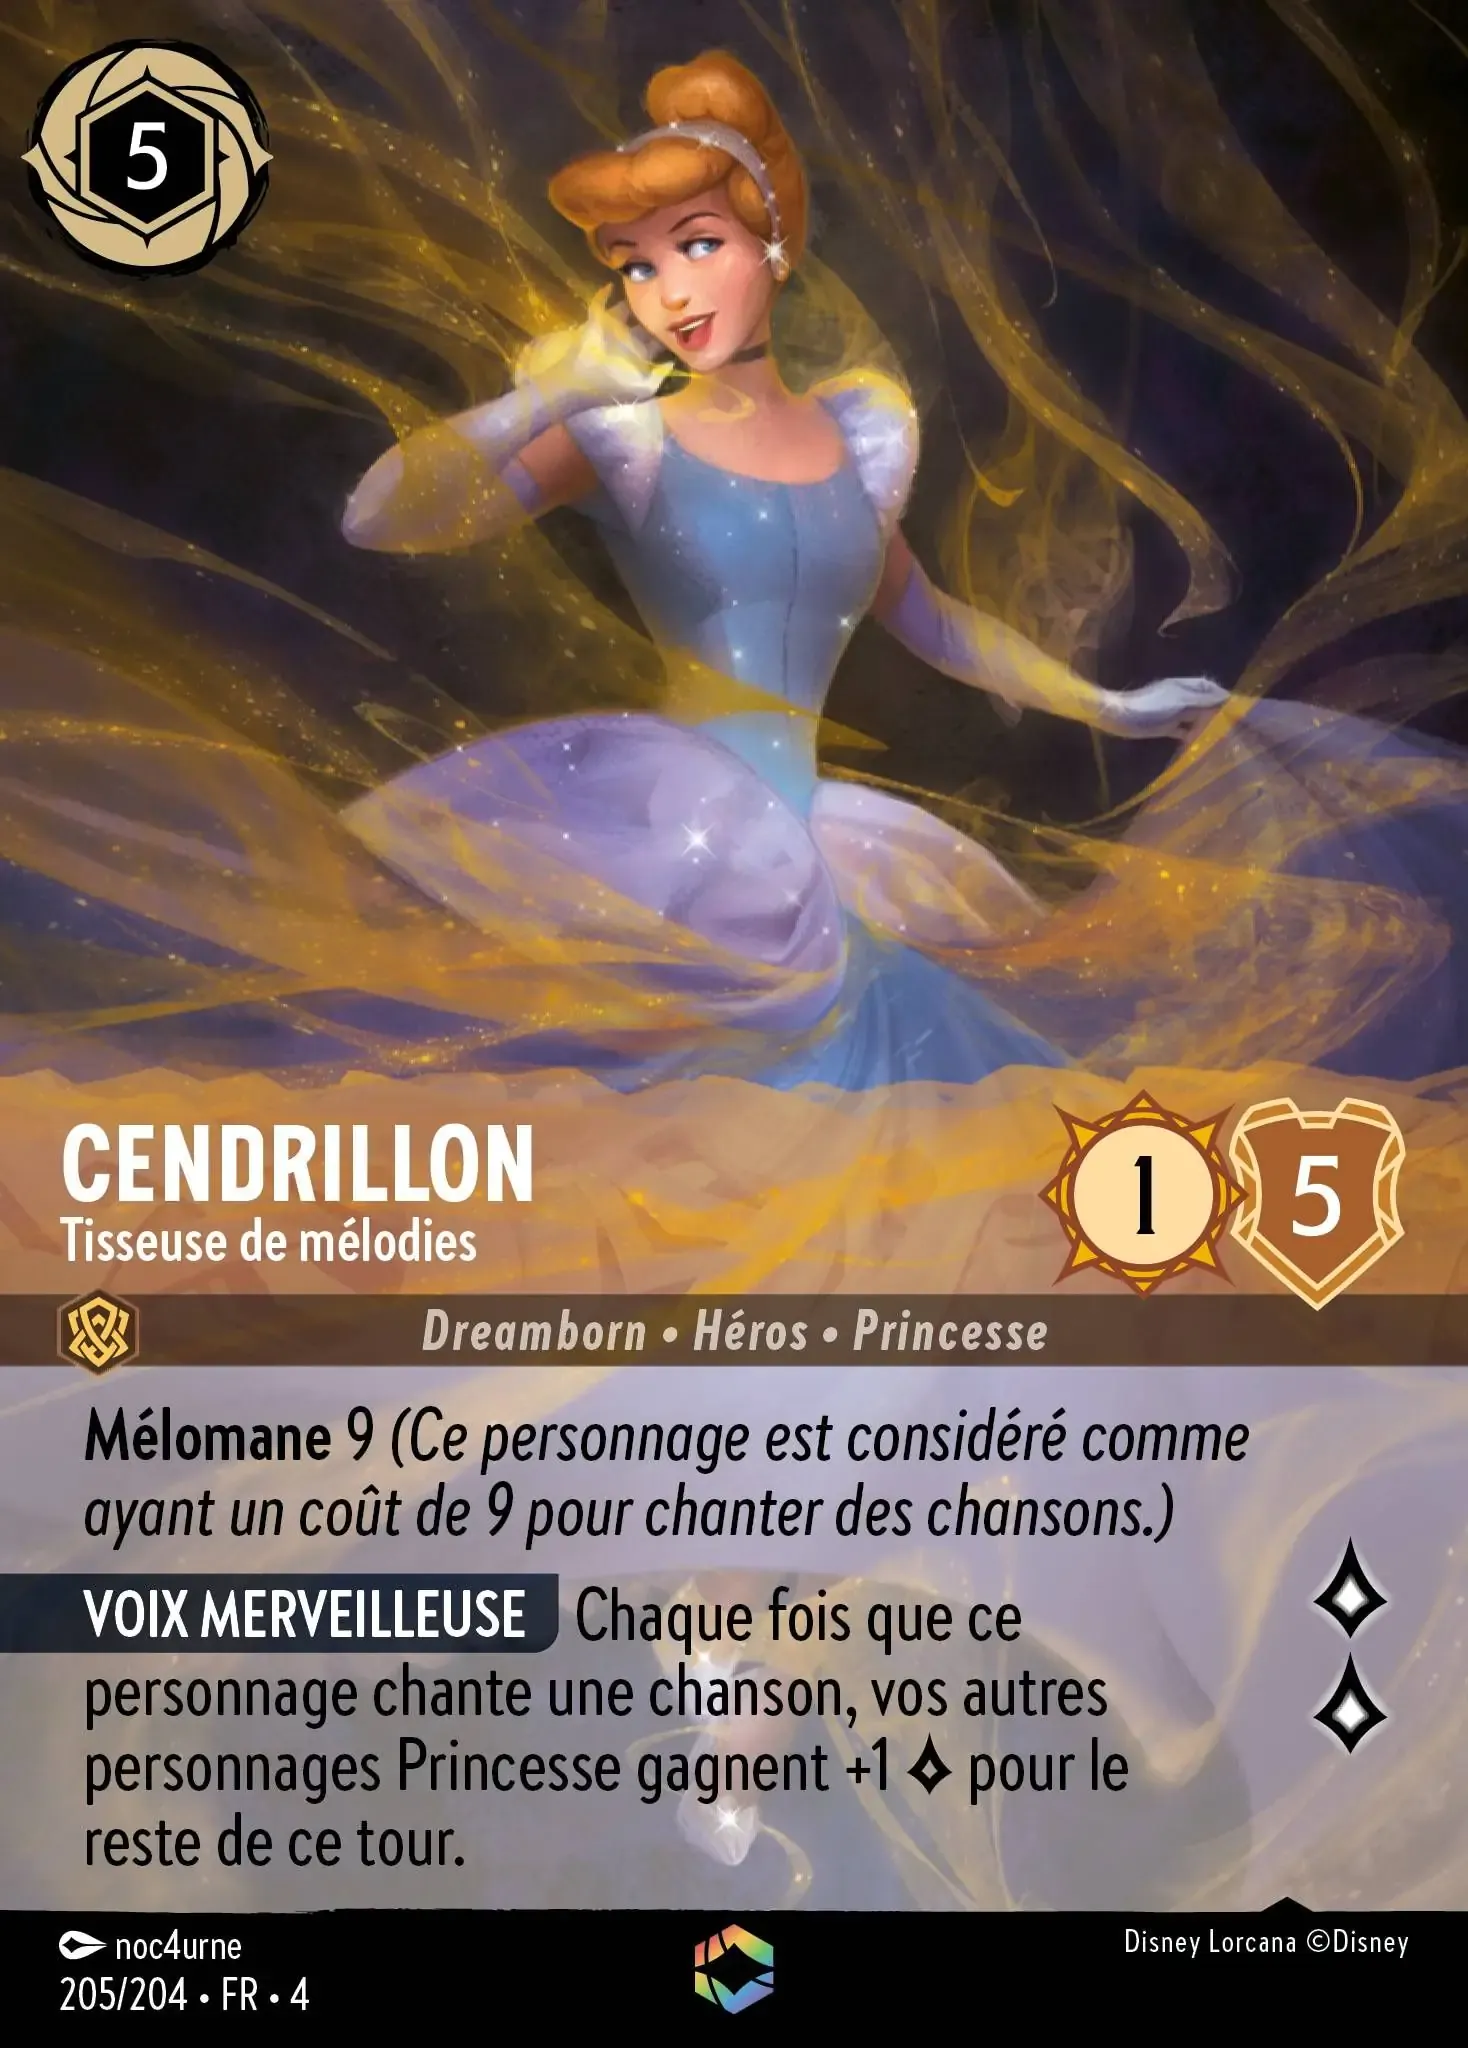 5
CENDRILLON
Tisseuse de mélodies
1
5
Dreamborn • Héros • Princesse
Mélomane 9 (Ce personnage est considéré comme
ayant un coût de 9 pour chanter des chansons.)
VOIX MERVEILLEUSE Chaque fois que ce
personnage chante une chanson, vos autres
personnages Princesse gagnent +1 pour le
reste de ce tour.
noc4urne
Disney Lorcana ©Disney
205/204 • FR • 4